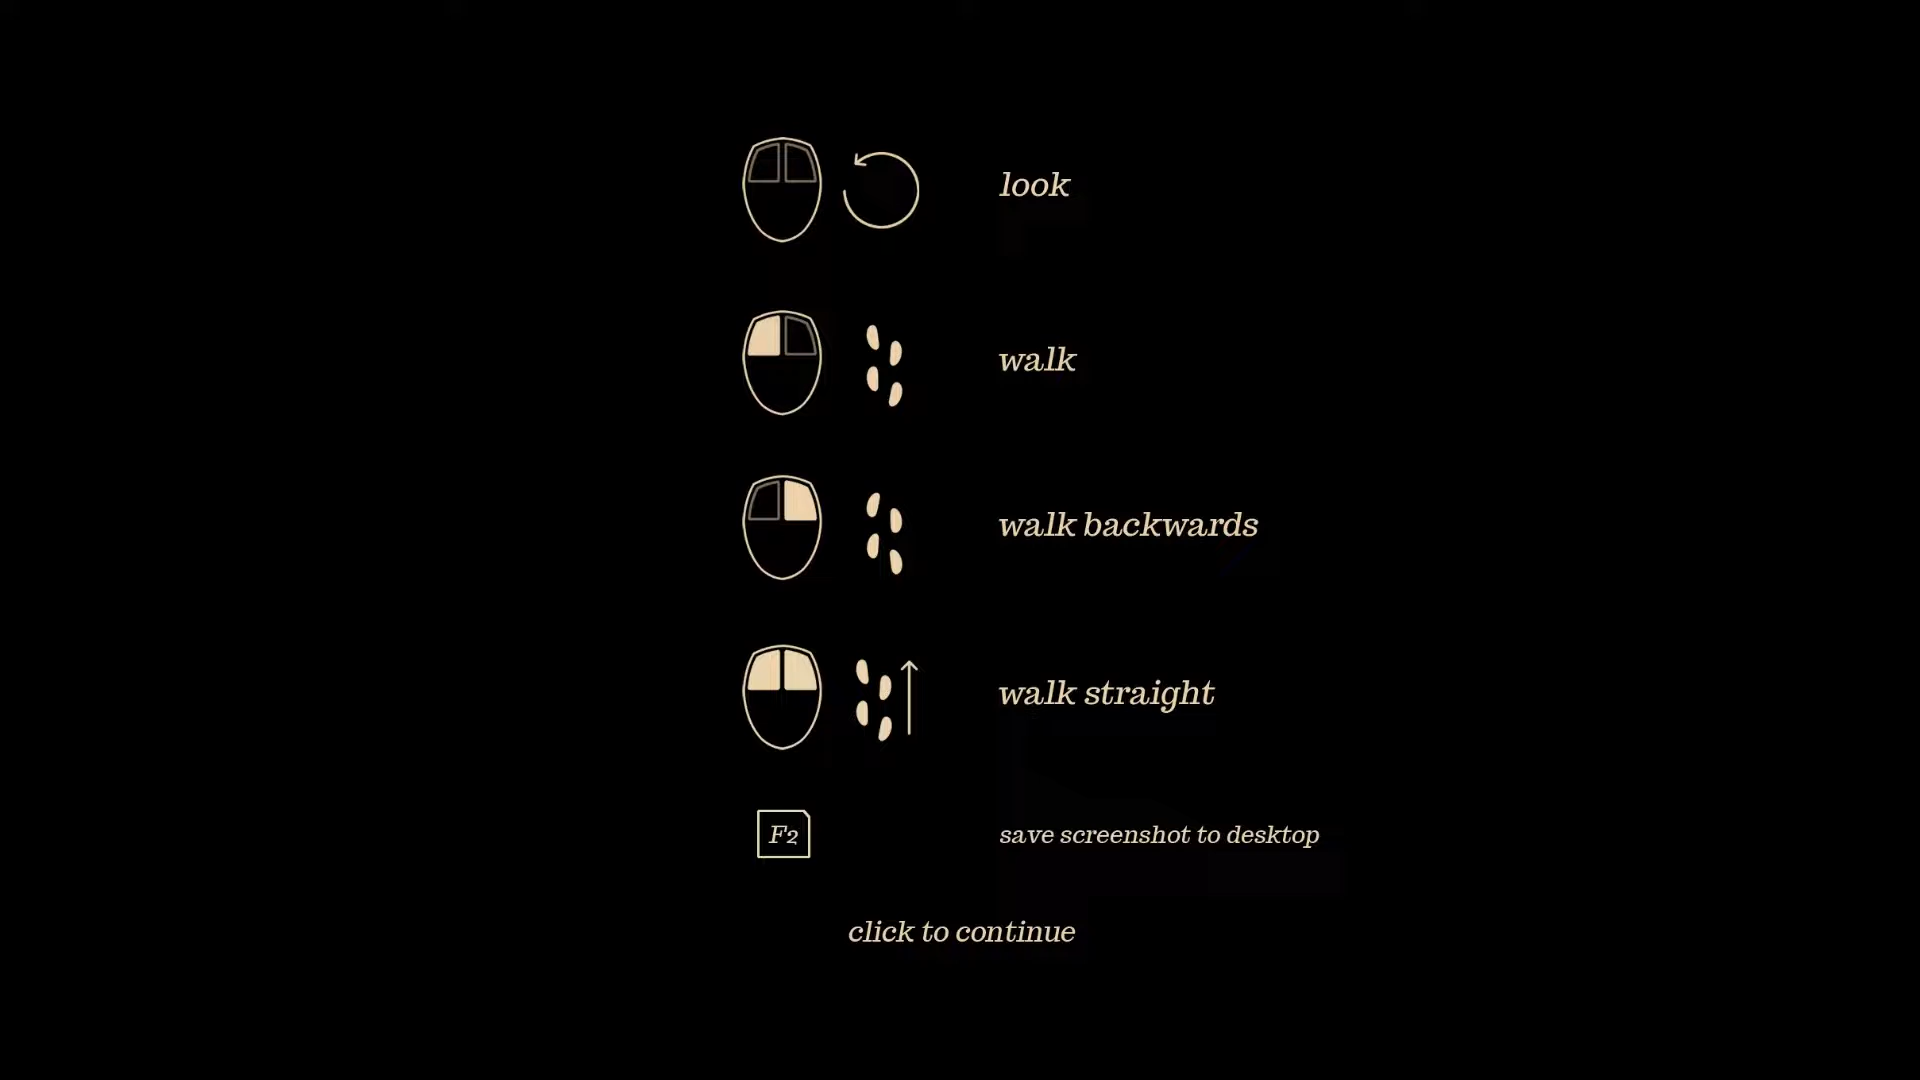 look
walk
walk backwards
walk straight
F2 save screenshot to desktop
click to continue